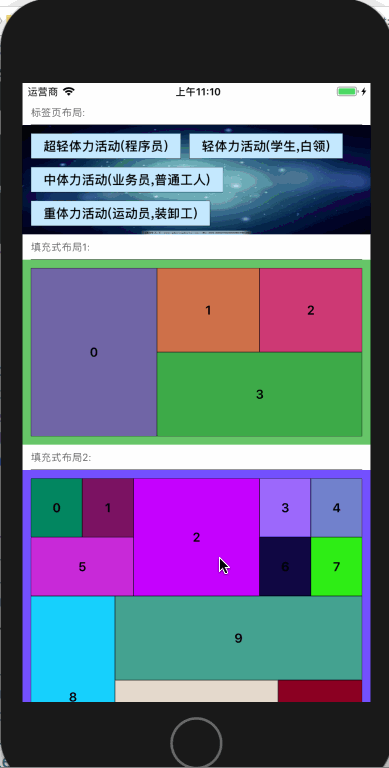 运营商 上午11:10
标签页布局:
超轻体力活动(程序员) 轻体力活动(学生,白领)
中体力活动(业务员,普通工人)
重体力活动(运动员,装卸工)
填充式布局1:
0 1 2
3
填充式布局2:
0 1 2 3 4
5 6 7
8 9